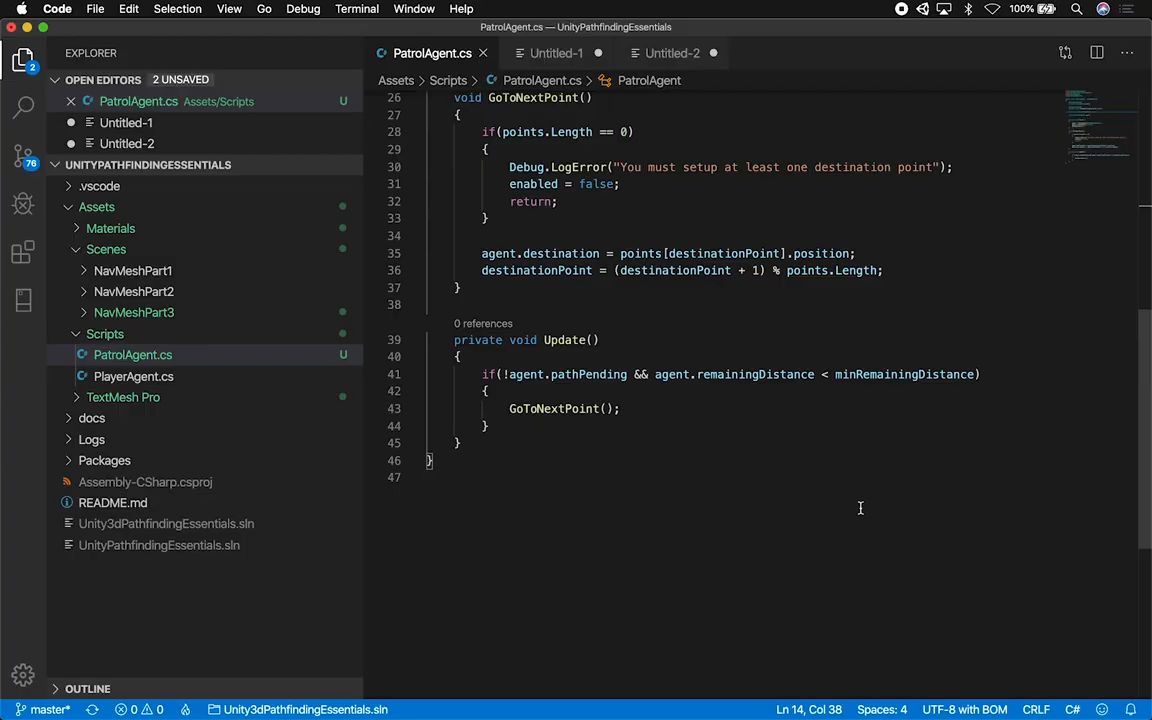 Code File Edit Selection View Go Debug Terminal Window Help 100%
PatrolAgent.cs — UnityPathfindingEssentials
EXPLORER
OPEN EDITORS 2 UNSAVED
PatrolAgent.cs Assets/Scripts U
Untitled-1
Untitled-2
UNITYPATHFINDINGESSENTIALS
.vscode
Assets
Materials
Scenes
NavMeshPart1
NavMeshPart2
NavMeshPart3
Scripts
PatrolAgent.cs U
PlayerAgent.cs
TextMesh Pro
docs
Logs
Packages
Assembly-CSharp.csproj
README.md
Unity3dPathfindingEssentials.sln
UnityPathfindingEssentials.sln
OUTLINE
2
76
PatrolAgent.cs Untitled-1 Untitled-2
Assets > Scripts > PatrolAgent.cs > PatrolAgent
26 void GoToNextPoint()
27 {
28 if(points.Length == 0)
29 {
30 Debug.LogError("You must setup at least one destination point");
31 enabled = false;
32 return;
33 }
34
35 agent.destination = points[destinationPoint].position;
36 destinationPoint = (destinationPoint + 1) % points.Length;
37 }
38
0 references
39 private void Update()
40 {
41 if(!agent.pathPending && agent.remainingDistance < minRemainingDistance)
42 {
43 GoToNextPoint();
44 }
45 }
46 }
47
master* 0 0 Unity3dPathfindingEssentials.sln Ln 14, Col 38 Spaces: 4 UTF-8 with BOM CRLF C#